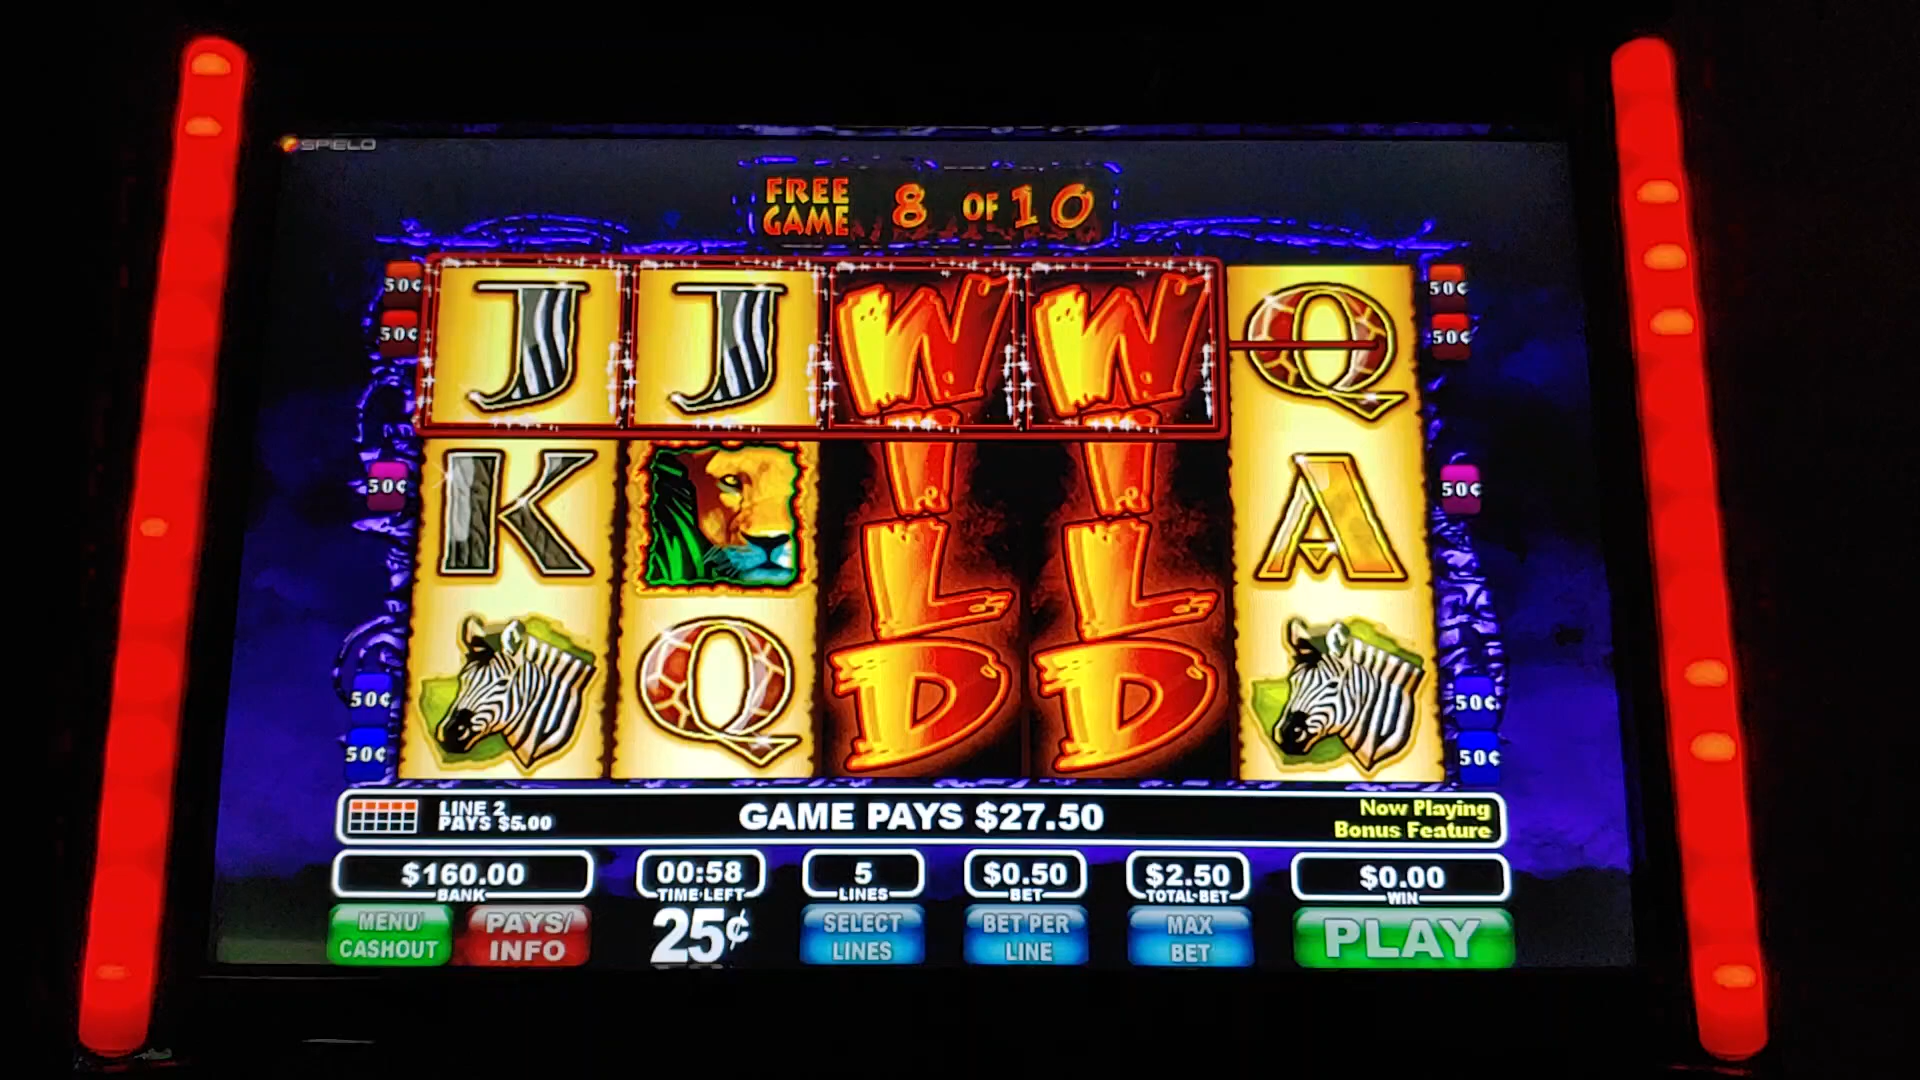 SPIELO
FREE GAME 8 OF 10
50¢ 50¢
50¢ 50¢
J J W W Q
50¢ 50¢
K I I A
L L
Q D D
50¢ 50¢
50¢ 50¢
LINE 2
PAYS $5.00
GAME PAYS $27.50
Now Playing
Bonus Feature
$160.00
BANK
00:58
TIME LEFT
5
LINES
$0.50
BET
$2.50
TOTAL BET
$0.00
WIN
MENU/
CASHOUT
PAYS/
INFO
25¢
SELECT
LINES
BET PER
LINE
MAX
BET
PLAY